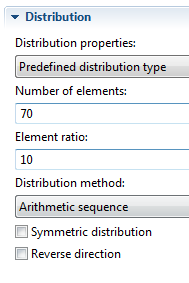 Distribution
Distribution properties:
Predefined distribution type
Number of elements:
70
Element ratio:
10
Distribution method:
Arithmetic sequence
Symmetric distribution
Reverse direction